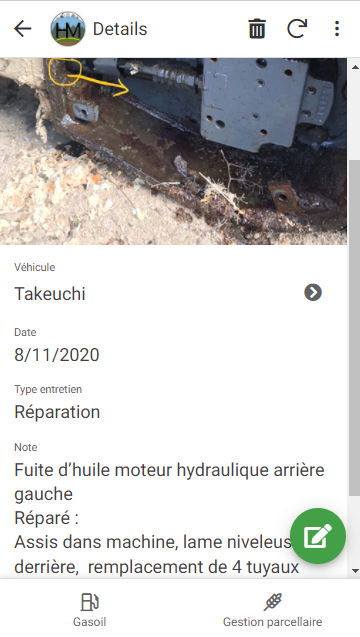 HM Details
Véhicule
Takeuchi
Date
8/11/2020
Type entretien
Réparation
Note
Fuite d’huile moteur hydraulique arrière
gauche
Réparé :
Assis dans machine, lame niveleus
derrière, remplacement de 4 tuyaux
Gasoil Gestion parcellaire